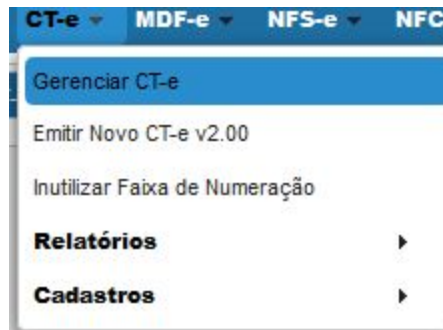 CT-e MDF-e NFS-e NFC
Gerenciar CT-e
Emitir Novo CT-e v2.00
Inutilizar Faixa de Numeração
Relatórios
Cadastros